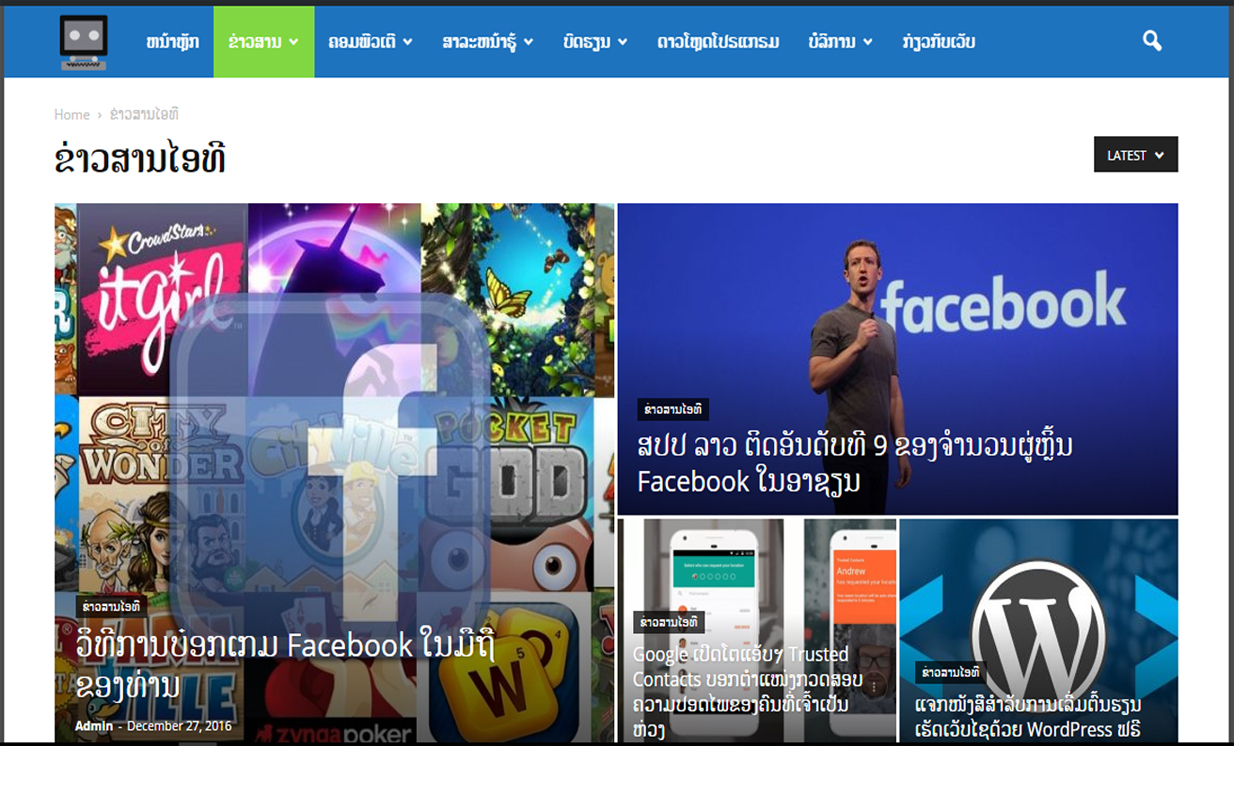 ຫນ້າຫຼັກ ຂ່າວສານ ຄອມພິວເຕີ ສາລະຫນ້າຮູ້ ບົດຮຽນ ດາວໂຫຼດໂປຣແກຣມ ບໍລິການ ກ່ຽວກັບເວັບ
Home › ຂ່າວສານໄອທີ
ຂ່າວສານໄອທີ
LATEST
CrowdStar
it girl
CITY
OF
WONDER
CityVille
POCKET
GOD
W
5
4
VILLE
zynga poker
ຂ່າວສານໄອທີ
ວິທີການບ໋ອກເກມ Facebook ໃນມືຖື
ຂອງທ່ານ
Admin - December 27, 2016
facebook
ຂ່າວສານໄອທີ
ສປປ ລາວ ຕິດອັນດັບທີ 9 ຂອງຈຳນວນຜູ່ຫຼິ້ນ
Facebook ໃນອາຊຽນ
Select who can request your location
Trusted Contacts
Andrew
ຂ່າວສານໄອທີ
Google ເປີດໂຕແອັບຯ Trusted
Contacts ບອກຕຳແໜ່ງກວດສອບ
ຄວາມປອດໄພຂອງຄົນທີ່ເຈົ້າເປັນ
ຫ່ວງ
ຂ່າວສານໄອທີ
ແຈກໜັງສືສຳລັບການເລີ່ມຕົ້ນຮຽນ
ເຮັດເວັບໄຊດ້ວຍ WordPress ຟຣີ